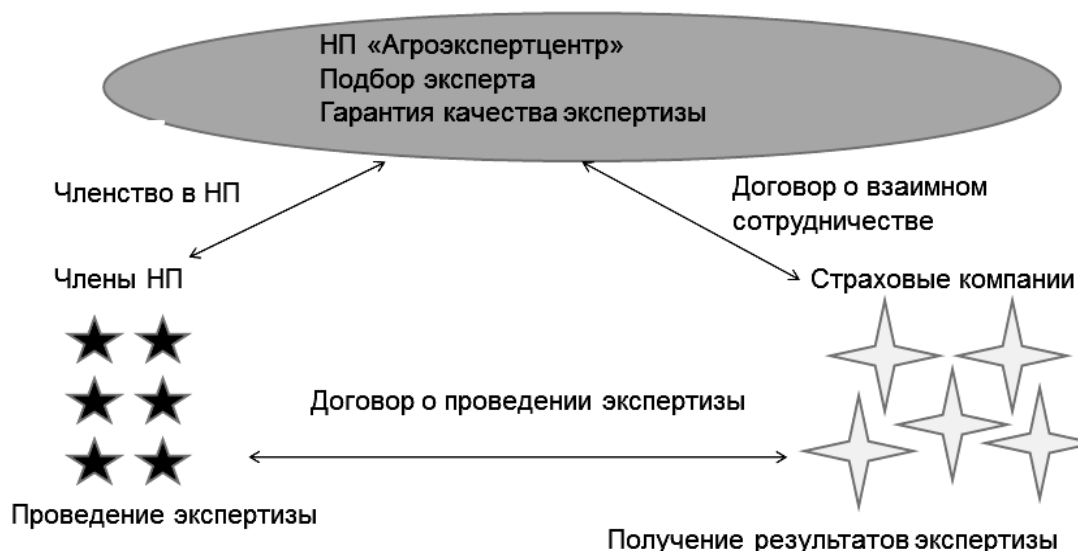 НП «Агроэкспертцентр»
Подбор эксперта
Гарантия качества экспертизы
Членство в НП
Договор о взаимном
сотрудничестве
Члены НП
Страховые компании
Договор о проведении экспертизы
Проведение экспертизы
Получение результатов экспертизы